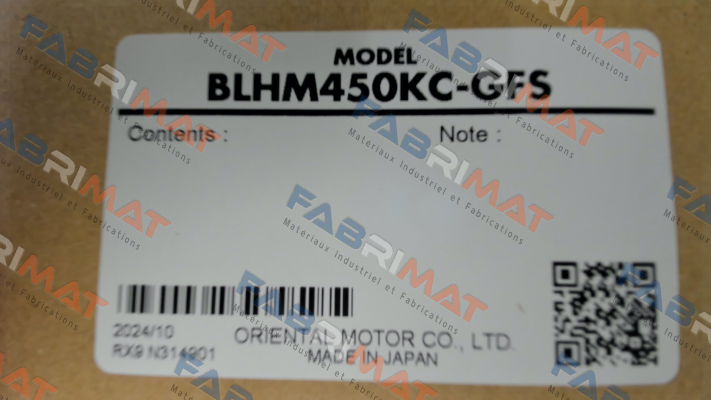 MODEL
BLHM450KC-GFS
Contents :
Note :
2024/10
ORIENTAL MOTOR CO., LTD.
RX9 N314901
MADE IN JAPAN
FABRIMAT
Materiaux Industriel et Fabrications